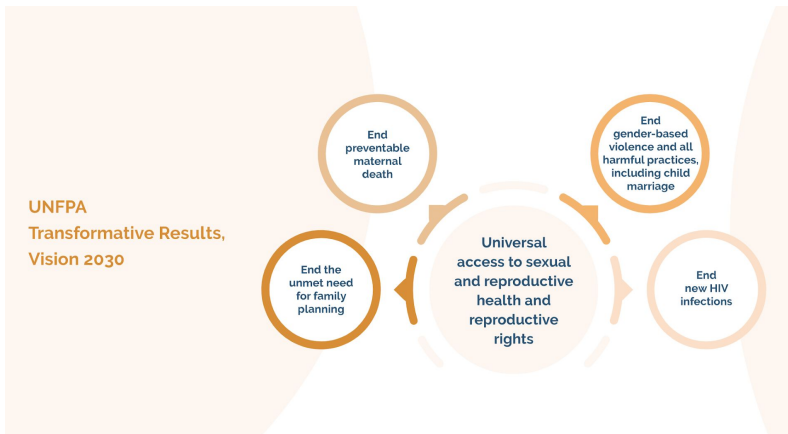 UNFPA
Transformative Results,
Vision 2030
End
preventable
maternal
death
End the
unmet need
for family
planning
Universal
access to sexual
and reproductive
health and
reproductive
rights
End
gender-based
violence and all
harmful practices,
including child
marriage
End
new HIV
infections